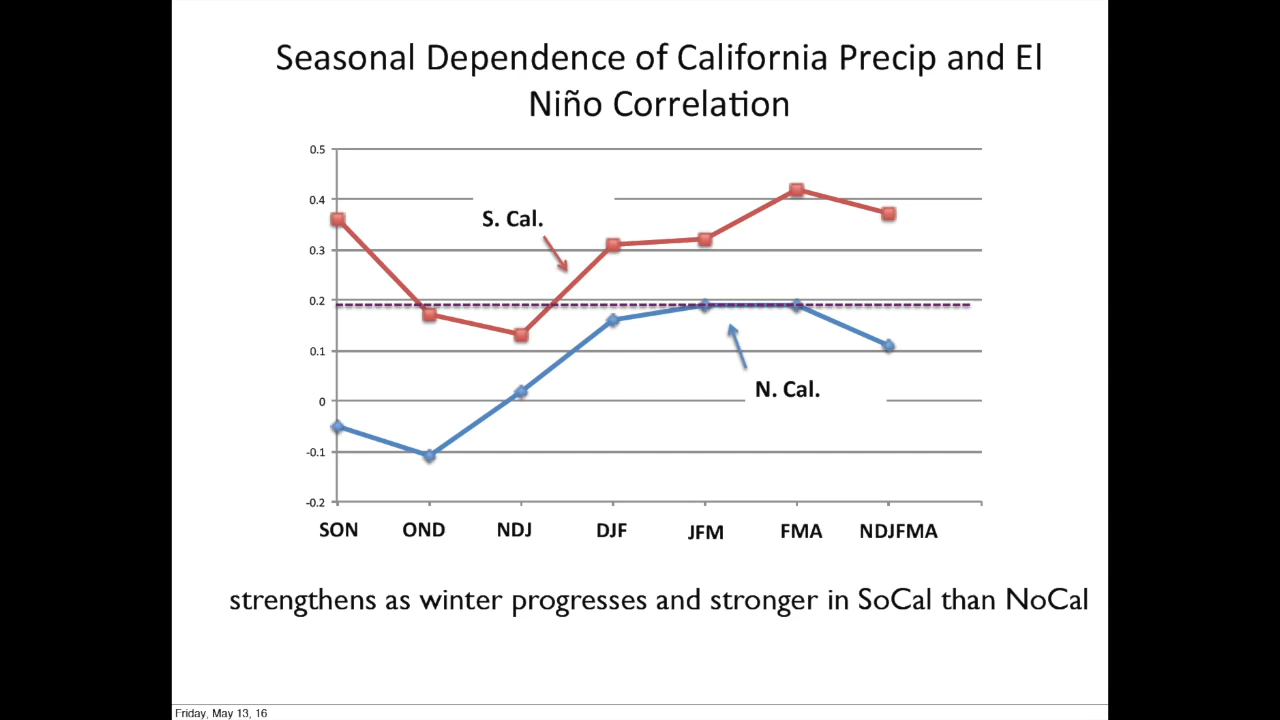 Seasonal Dependence of California Precip and El
Niño Correlation
0.5
0.4
S. Cal.
0.3
0.2
0.1
N. Cal.
0
-0.1
-0.2
SON OND NDJ DJF JFM FMA NDJFMA
strengthens as winter progresses and stronger in SoCal than NoCal
Friday, May 13, 16